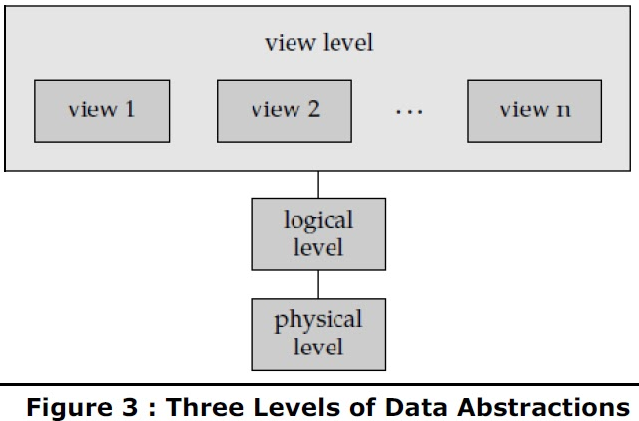 view level
view 1 view 2 ... view n
logical
level
physical
level
Figure 3 : Three Levels of Data Abstractions